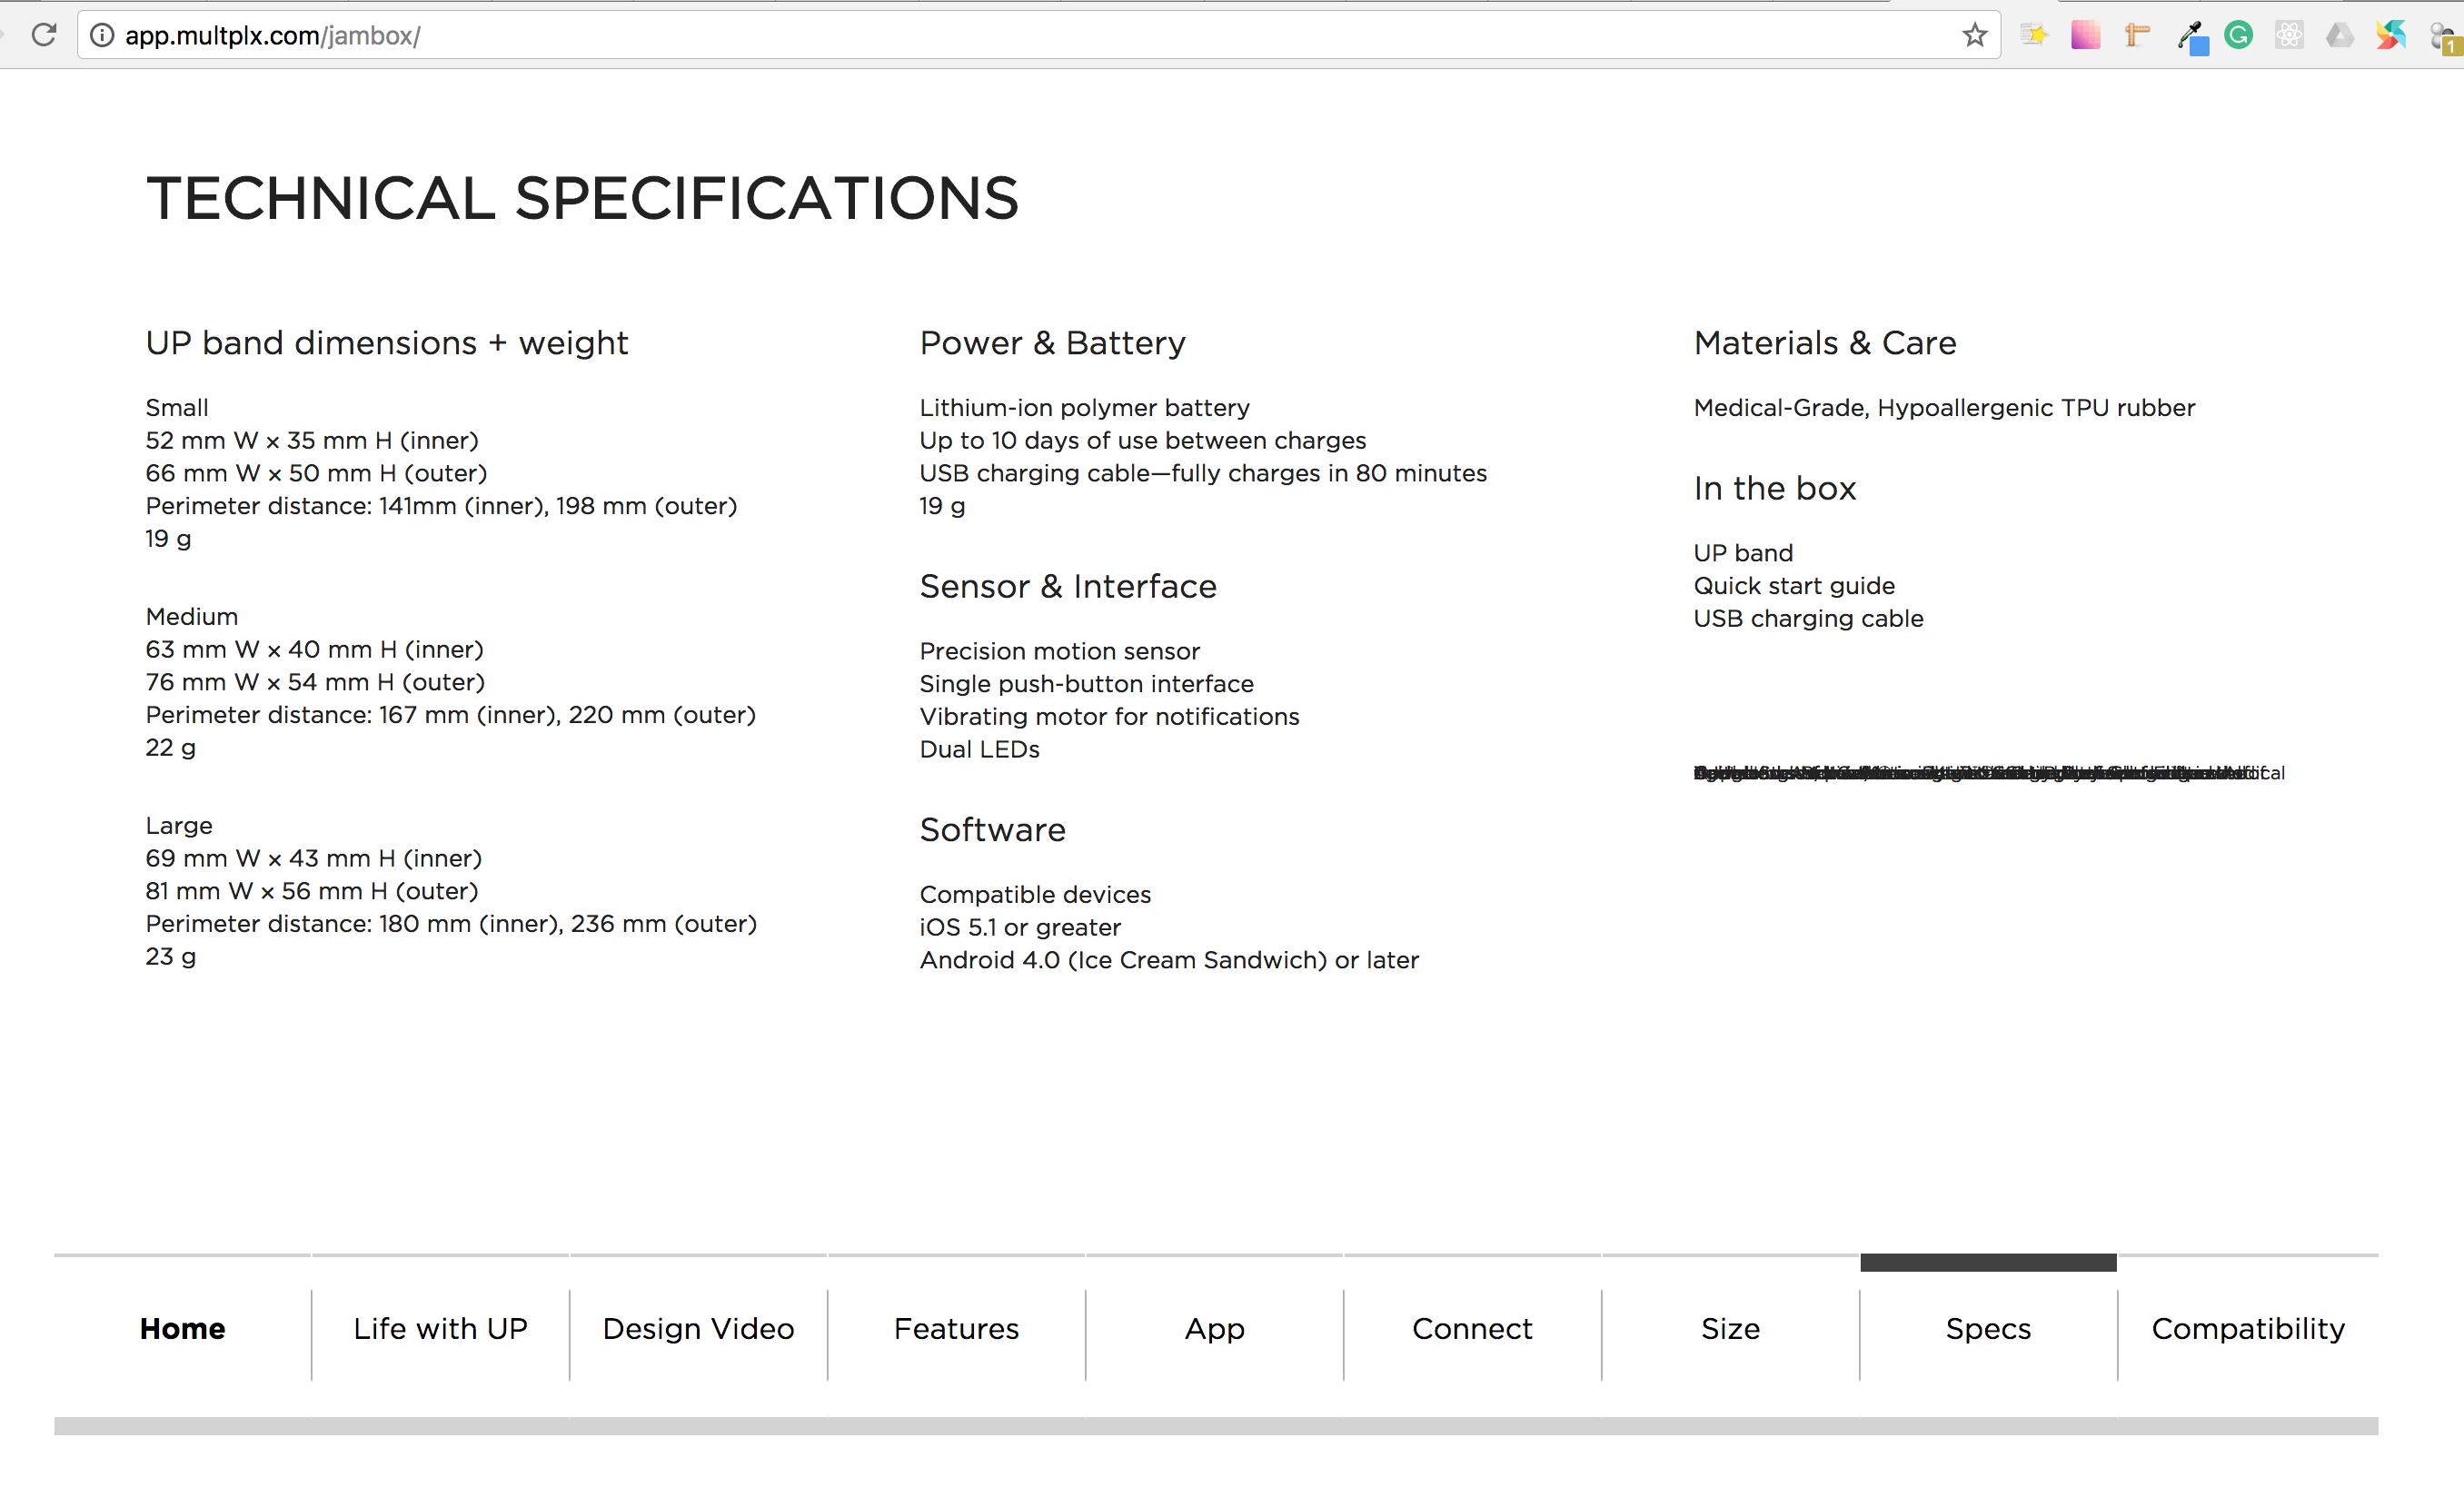 app.multplx.com/jambox/
1
TECHNICAL SPECIFICATIONS
UP band dimensions + weight
Small
52 mm W x 35 mm H (inner)
66 mm W x 50 mm H (outer)
Perimeter distance: 141mm (inner), 198 mm (outer)
19 g
Medium
63 mm W x 40 mm H (inner)
76 mm W x 54 mm H (outer)
Perimeter distance: 167 mm (inner), 220 mm (outer)
22 g
Large
69 mm W x 43 mm H (inner)
81 mm W x 56 mm H (outer)
Perimeter distance: 180 mm (inner), 236 mm (outer)
23 g
Power & Battery
Lithium-ion polymer battery
Up to 10 days of use between charges
USB charging cable—fully charges in 80 minutes
19 g
Sensor & Interface
Precision motion sensor
Single push-button interface
Vibrating motor for notifications
Dual LEDs
Software
Compatible devices
iOS 5.1 or greater
Android 4.0 (Ice Cream Sandwich) or later
Materials & Care
Medical-Grade, Hypoallergenic TPU rubber
In the box
UP band
Quick start guide
USB charging cable
Home
Life with UP
Design Video
Features
App
Connect
Size
Specs
Compatibility